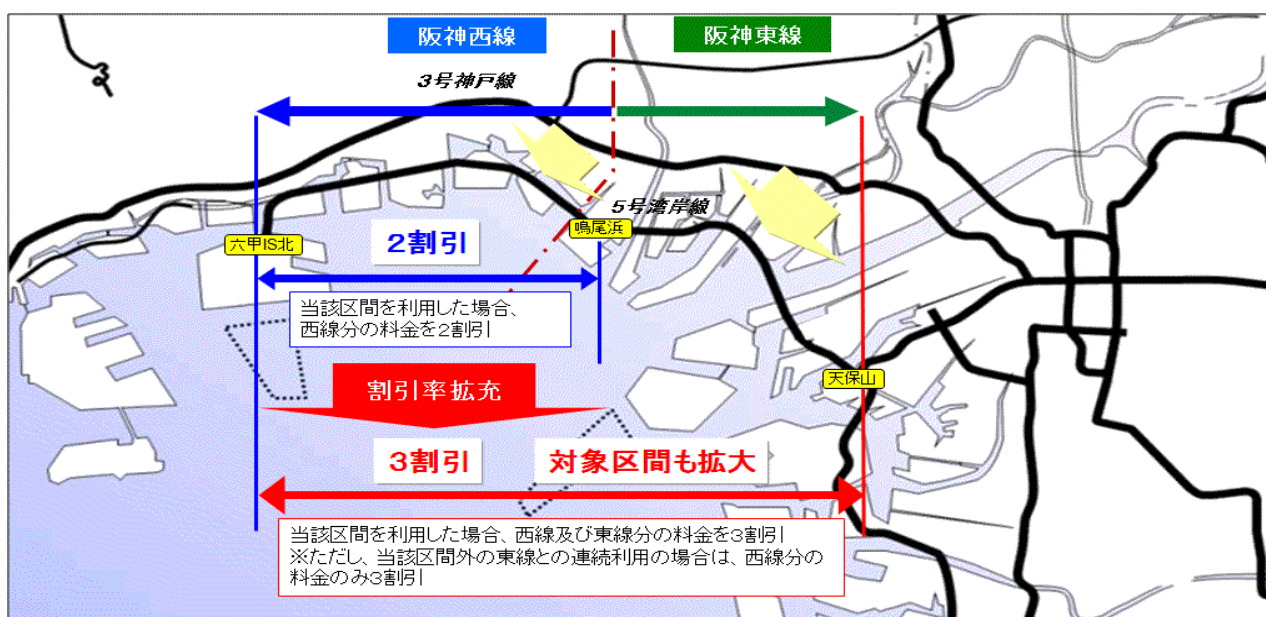 阪神西線
阪神東線
3号神戸線
5号湾岸線
鳴尾浜
六甲IS北
2割引
当該区間を利用した場合、
西線分の料金を2割引
天保山
割引率拡充
3割引
対象区間も拡大
当該区間を利用した場合、西線及び東線分の料金を3割引
※ただし、当該区間外の東線との連続利用の場合は、西線分の
料金のみ3割引